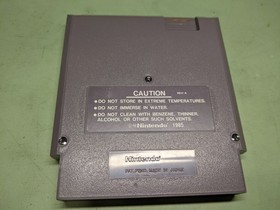 CAUTION
• DO NOT STORE IN EXTREME TEMPERATURES.
• DO NOT IMMERSE IN WATER.
• DO NOT CLEAN WITH BENZENE, THINNER,
ALCOHOL OR OTHER SUCH SOLVENTS.
©Nintendo 1985
Nintendo
MADE IN JAPAN